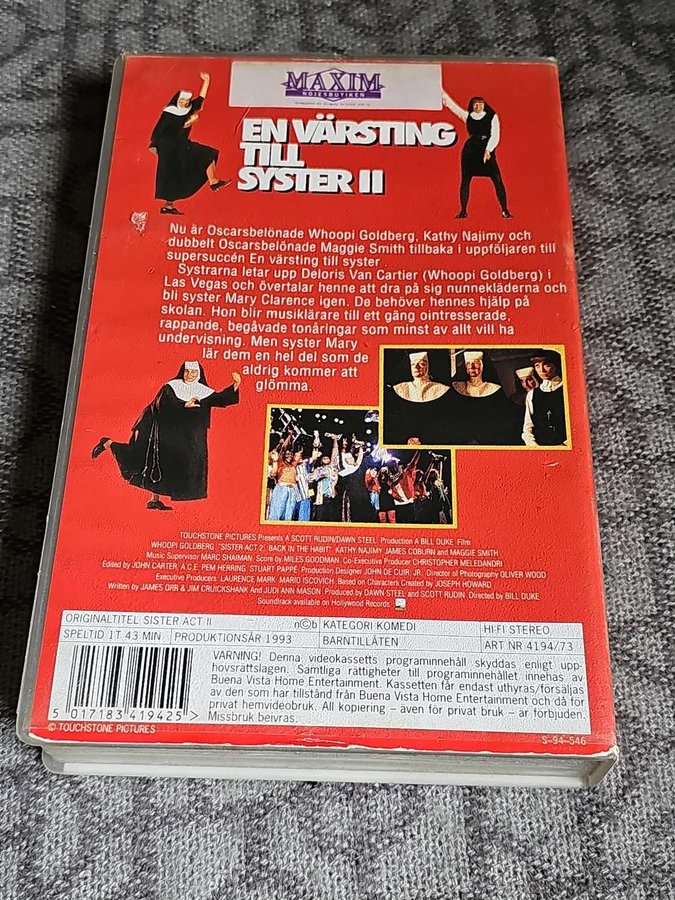 MAXIM
NÖJESBUTIKEN
EN VÄRSTING
TILL
SYSTER II
Nu är Oscarsbelönade Whoopi Goldberg, Kathy Najimy och
dubbelt Oscarsbelönade Maggie Smith tillbaka i uppföljaren till
supersuccén En värsting till syster .
Systrarna letar upp Deloris Van Cartier (Whoopi Goldberg) i
Las Vegas och övertalar henne att dra på sig nunnekläderna och
bli syster Mary Clarence igen. De behöver hennes hjälp på
skolan. Hon blir musiklärare till ett gäng ointresserade,
rappande, begåvade tonåringar som minst av allt vill ha
undervisning. Men syster Mary
lär dem en hel del som de
aldrig kommer att
glömma.
TOUCHSTONE PICTURES Presents A SCOTT RUDIN/DAWN STEEL Production A BILL DUKE Film
WHOOPI GOLDBERG "SISTER ACT 2: BACK IN THE HABIT" KATHY NAJIMY JAMES COBURN and MAGGIE SMITH
Music Supervisor MARC SHAIMAN Score by MILES GOODMAN Co-Executive Producer CHRISTOPHER MELEDANDRI
Edited by JOHN CARTER, A.C.E. PEM HERRING, STUART PAPPÉ Production Designer JOHN DE CUIR, JR. Director of Photography OLIVER WOOD
Executive Producers LAURENCE MARK MARIO ISCOVICH Based on Characters Created by JOSEPH HOWARD
Written by JAMES ORR & JIM CRUICKSHANK And JUDI ANN MASON Produced by DAWN STEEL and SCOTT RUDIN Directed by BILL DUKE
Soundtrack available on Hollywood Records
ORIGINALTITEL SISTER ACT II n©b KATEGORI KOMEDI HI-FI STEREO
SPELTID 1T 43 MIN PRODUKTIONSÅR 1993 BARNTILLÅTEN ART NR 4194/73
VARNING! Denna videokassetts programinnehåll skyddas enligt upp-
hovsrättslagen. Samtliga rättigheter till programinnehållet innehas av
Buena Vista Home Entertainment. Kassetten får endast uthyras/försäljas
av den som har tillstånd från Buena Vista Home Entertainment och då för
privat hemvideobruk. All kopiering – även för privat bruk – är förbjuden.
Missbruk beivras.
5 017183 419425 >
© TOUCHSTONE PICTURES
S-94-546